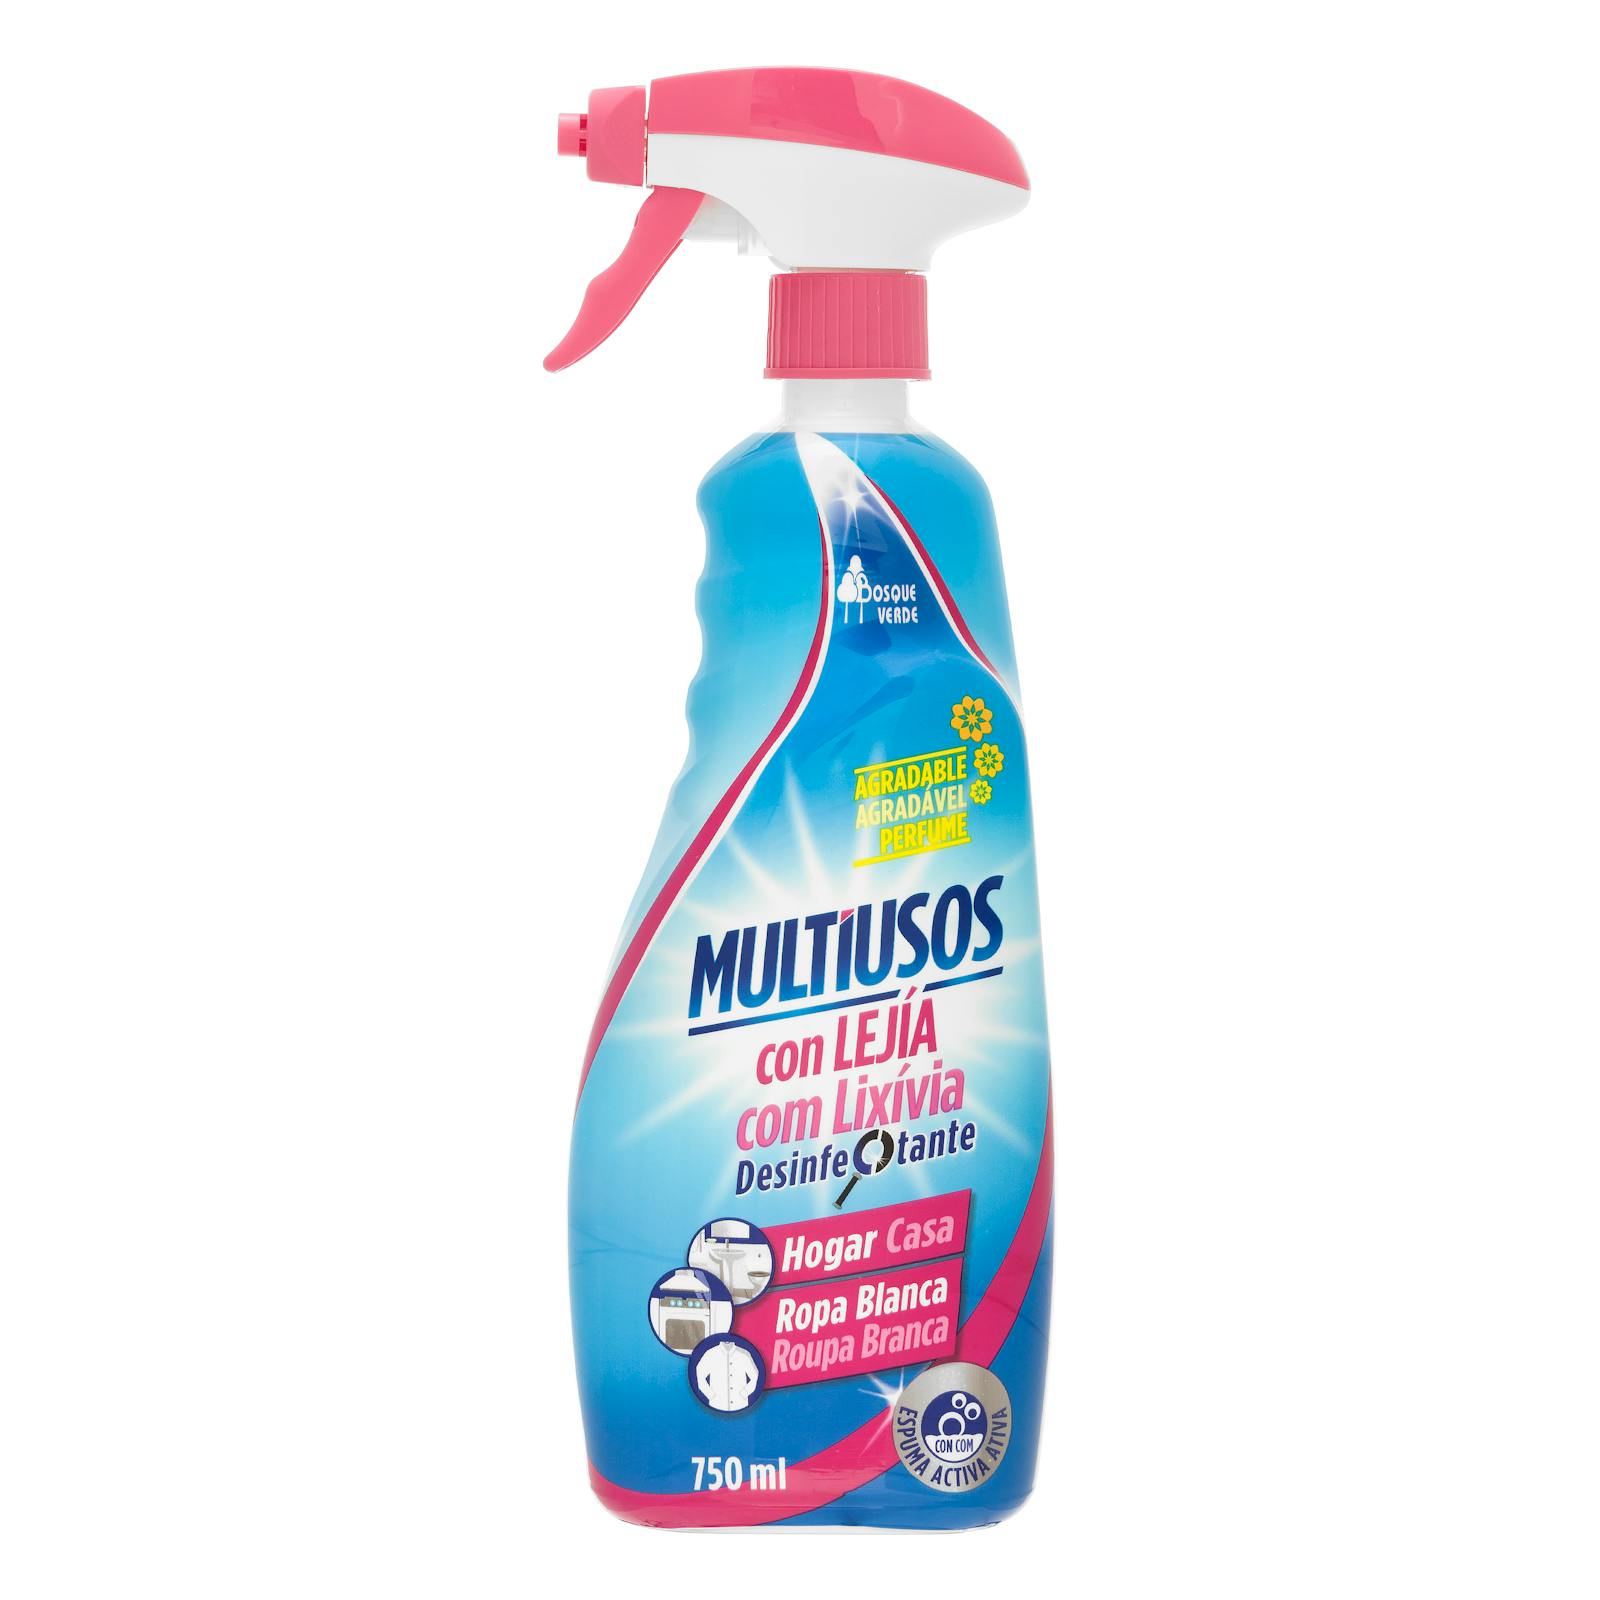 BOSQUE
VERDE
AGRADABLE
AGRADÁVEL
PERFUME
MULTIUSOS
con LEJÍA
com Lixívia
Desinfectante
Hogar Casa
Ropa Blanca
Roupa Branca
750 ml
CON COM
ESPUMA ACTIVA ATIVA